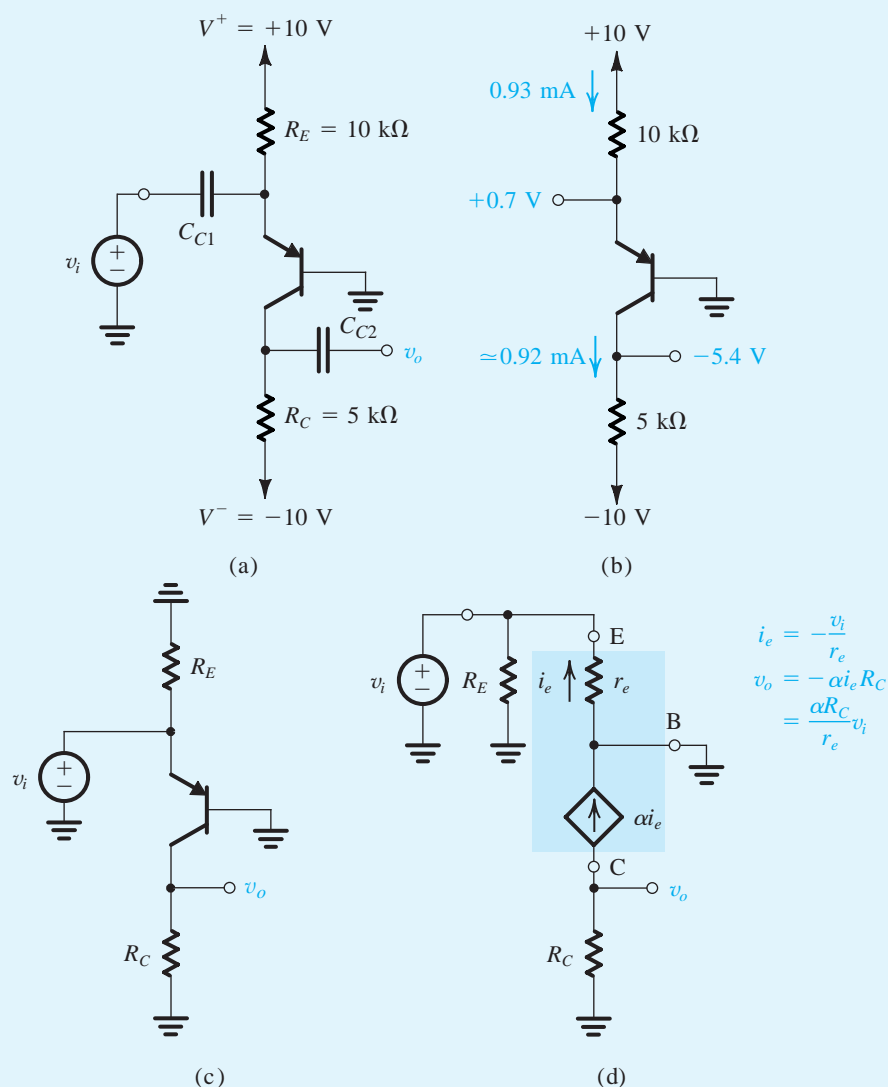 V⁺ = +10 V
R_E = 10 kΩ
C_C1
v_i
+
−
C_C2
v_o
R_C = 5 kΩ
V⁻ = −10 V
(a)
+10 V
0.93 mA
10 kΩ
+0.7 V
≃0.92 mA
−5.4 V
5 kΩ
−10 V
(b)
R_E
v_i
+
−
v_o
R_C
(c)
v_i
+
−
R_E
E
i_e
r_e
B
αi_e
C
v_o
R_C
(d)
i_e = −v_i/r_e
v_o = −αi_e R_C
= αR_C/r_e v_i